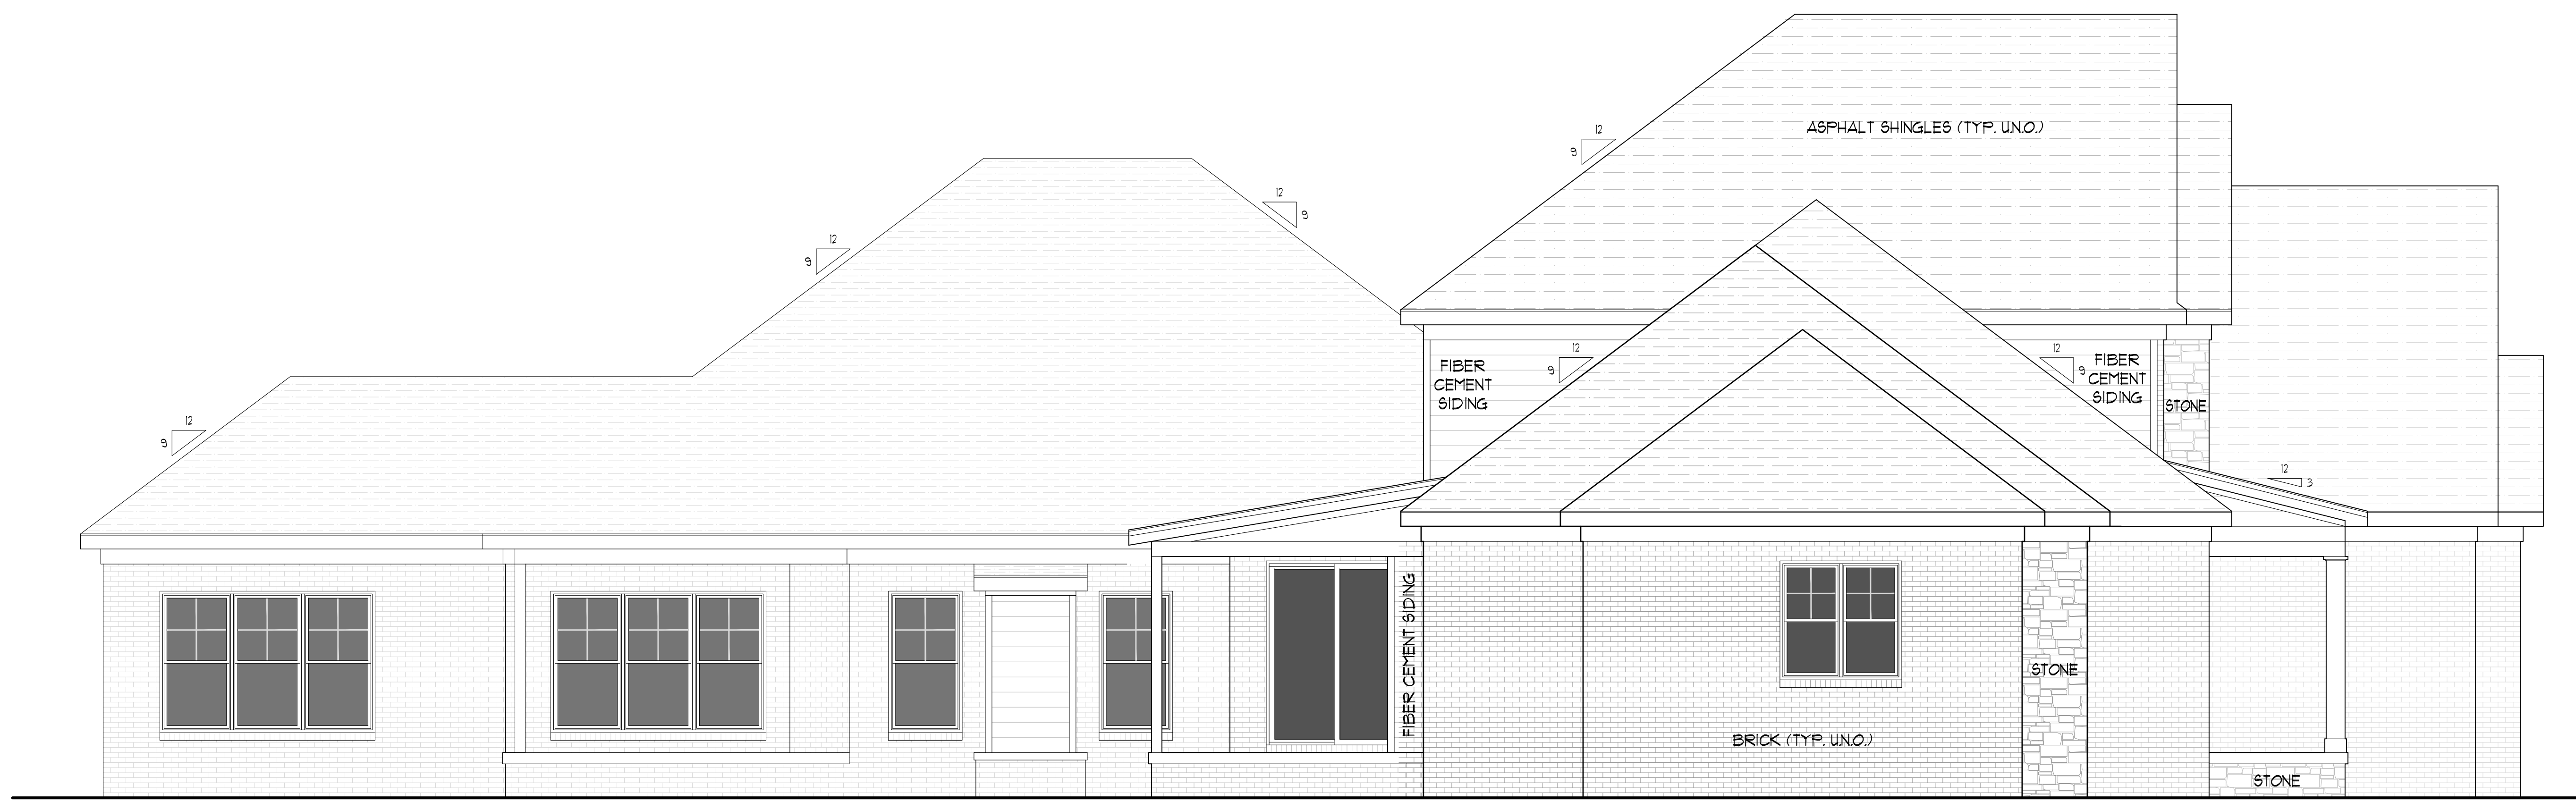 12
9
12
9
12
9
12
9
ASPHALT SHINGLES (TYP. U.N.O.)
12
9
12
9
FIBER
CEMENT
SIDING
FIBER
CEMENT
SIDING
STONE
12
3
FIBER CEMENT SIDING
STONE
BRICK (TYP. U.N.O.)
STONE